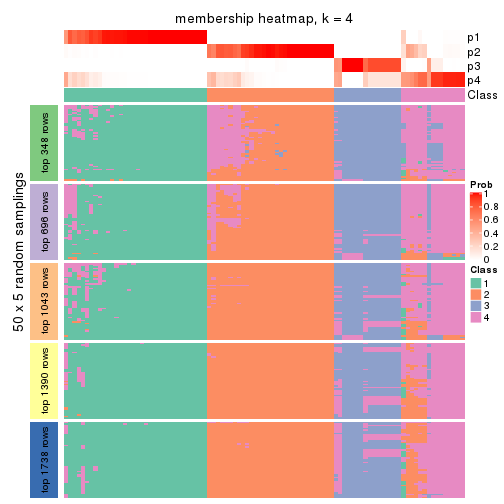 membership heatmap, k = 4
p1
p2
p3
p4
Class
50 x 5 random samplings
top 348 rows
top 696 rows
top 1043 rows
top 1390 rows
top 1738 rows
Prob
1
0.8
0.6
0.4
0.2
0
Class
1
2
3
4